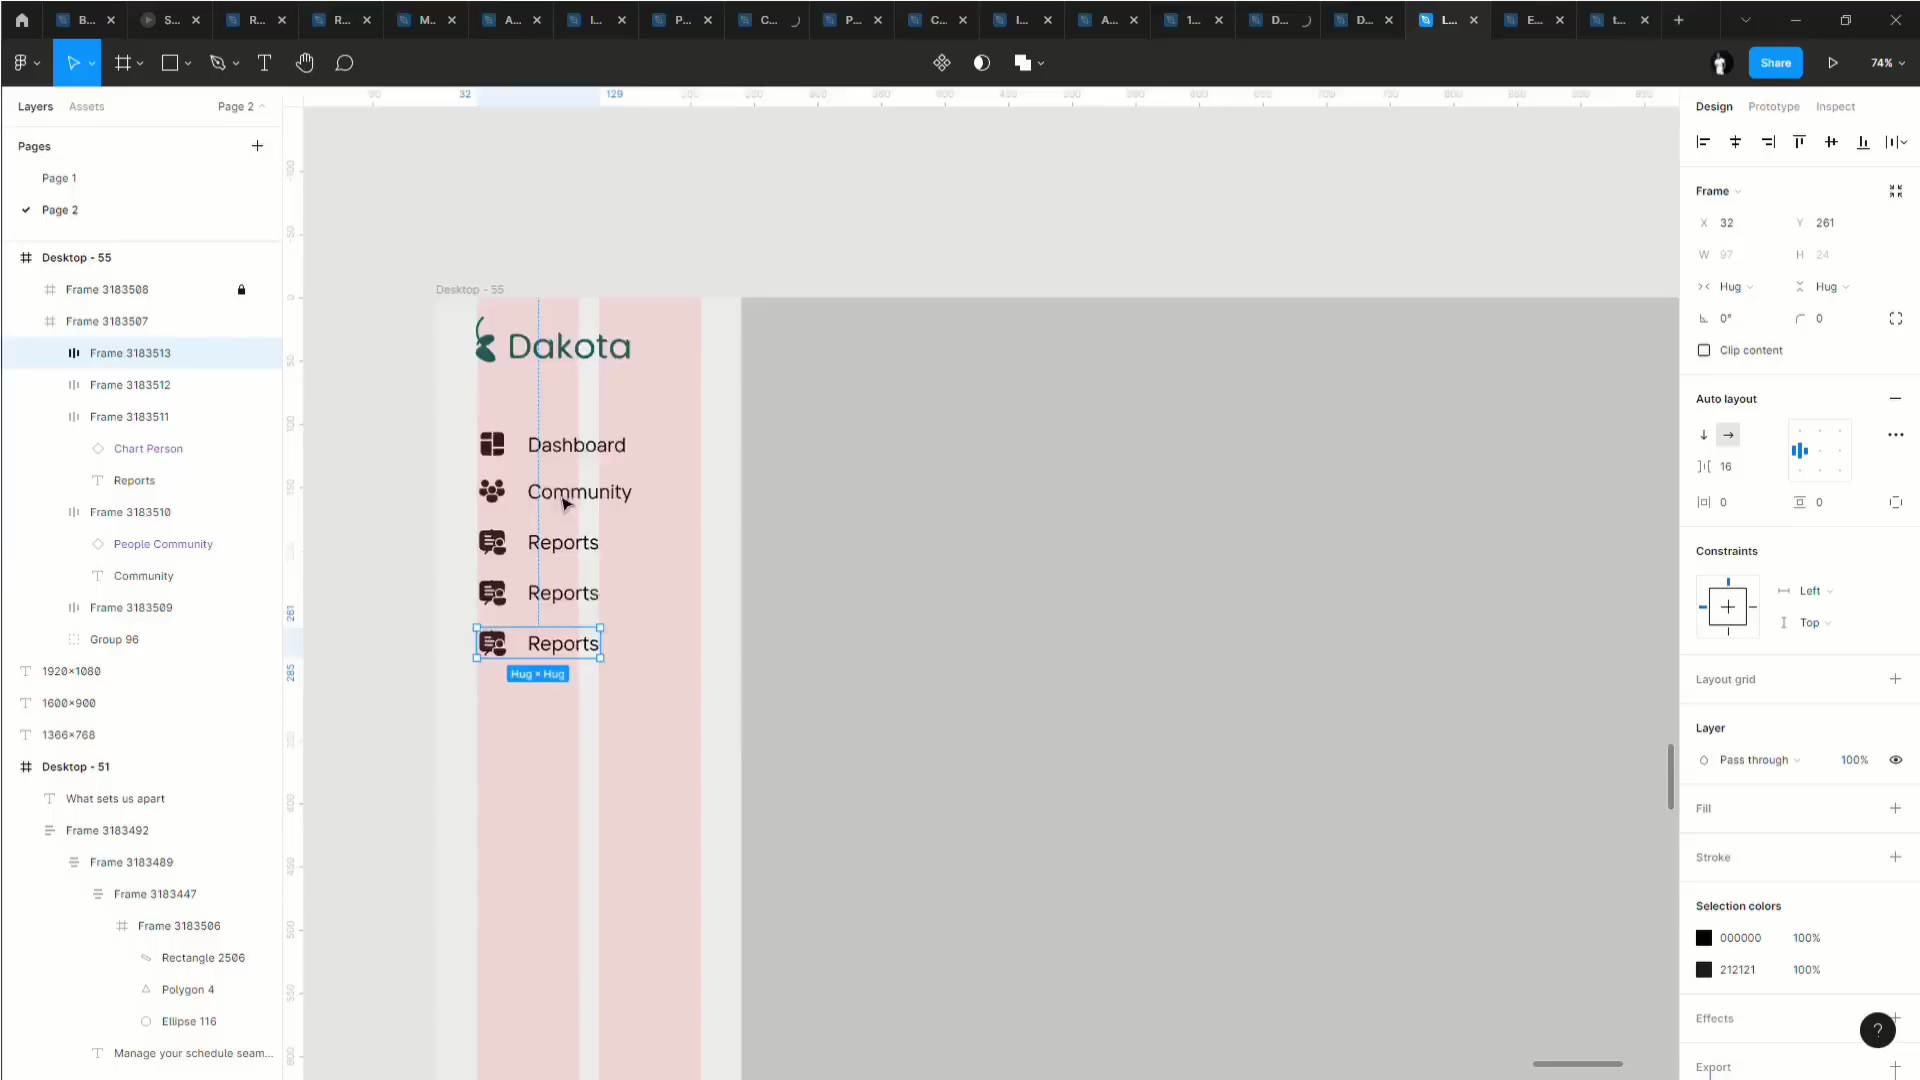 B...
S...
R...
R...
M...
A...
I...
P...
C...
P...
C...
I...
A...
1...
D...
D...
L...
E...
t...
Share
74%
Layers
Assets
Page 2
Pages
Page 1
Page 2
Desktop - 55
Frame 3183508
Frame 3183507
Frame 3183513
Frame 3183512
Frame 3183511
Chart Person
Reports
Frame 3183510
People Community
Community
Frame 3183509
Group 96
1920×1080
1600×900
1366×768
Desktop - 51
What sets us apart
Frame 3183492
Frame 3183489
Frame 3183447
Frame 3183506
Rectangle 2506
Polygon 4
Ellipse 116
Manage your schedule seam...
32
129
261
285
Desktop - 55
Dakota
Dashboard
Community
Reports
Reports
Reports
Hug × Hug
Design
Prototype
Inspect
Frame
X 32
Y 261
W 97
H 24
Hug
Hug
0°
0
Clip content
Auto layout
16
0
0
Constraints
Left
Top
Layout grid
Layer
Pass through
100%
Fill
Stroke
Selection colors
000000
100%
212121
100%
Effects
?
Export